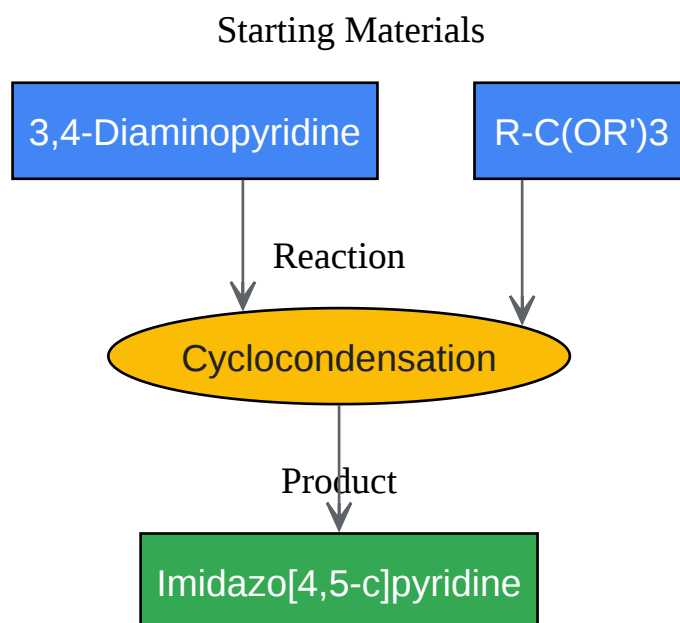 Starting Materials
3,4-Diaminopyridine
R-C(OR')3
Reaction
Cyclocondensation
Product
Imidazo[4,5-c]pyridine